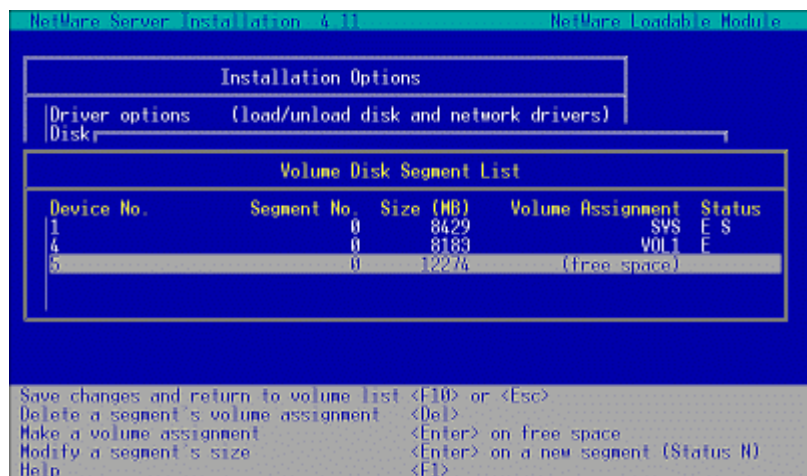 NetWare Server Installation 4.11 NetWare Loadable Module
Installation Options
Driver options (load/unload disk and network drivers)
Disk
Volume Disk Segment List
Device No. Segment No. Size (MB) Volume Assignment Status
1 0 8429 SYS E S
4 0 8183 VOL1 E
5 0 12274 (free space)
Save changes and return to volume list <F10> or <Esc>
Delete a segment's volume assignment <Del>
Make a volume assignment <Enter> on free space
Modify a segment's size <Enter> on a new segment (Status N)
Help <F1>